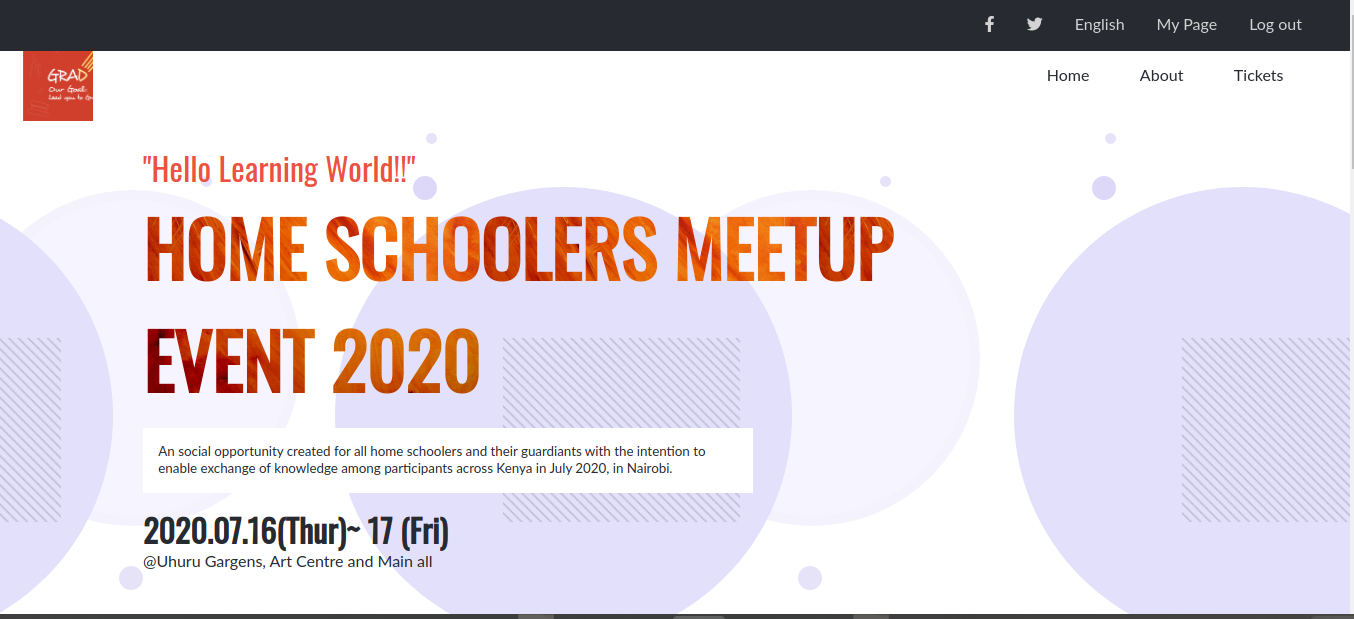 English My Page Log out
GRAD
Our Goal:
Lead you to
Home About Tickets
"Hello Learning World!!"
HOME SCHOOLERS MEETUP
EVENT 2020
An social opportunity created for all home schoolers and their guardiants with the intention to
enable exchange of knowledge among participants across Kenya in July 2020, in Nairobi.
2020.07.16(Thur)~ 17 (Fri)
@Uhuru Gargens, Art Centre and Main all